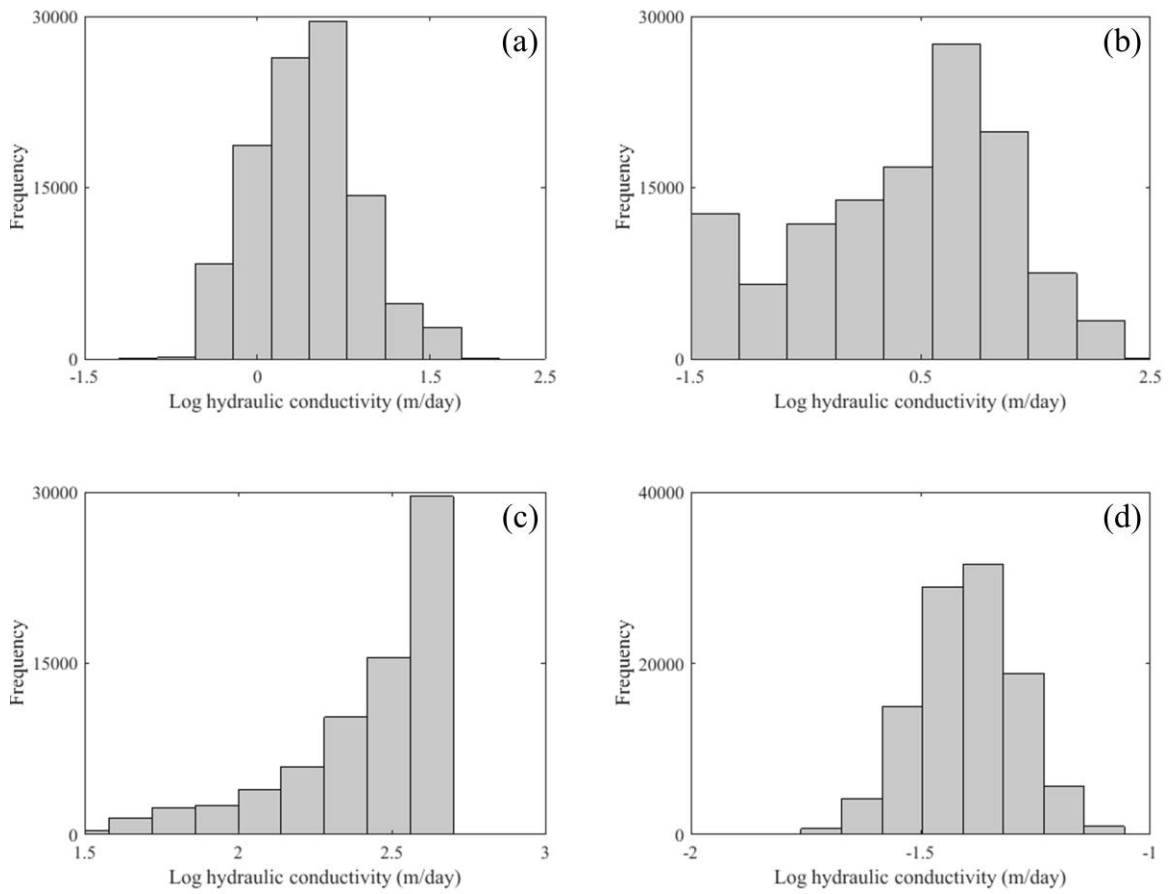 (a)
30000
15000
0
Frequency
-1.5 0 1.5 2.5
Log hydraulic conductivity (m/day)
(b)
30000
15000
0
Frequency
-1.5 0.5 2.5
Log hydraulic conductivity (m/day)
(c)
30000
15000
0
Frequency
1.5 2 2.5 3
Log hydraulic conductivity (m/day)
(d)
40000
20000
0
Frequency
-2 -1.5 -1
Log hydraulic conductivity (m/day)